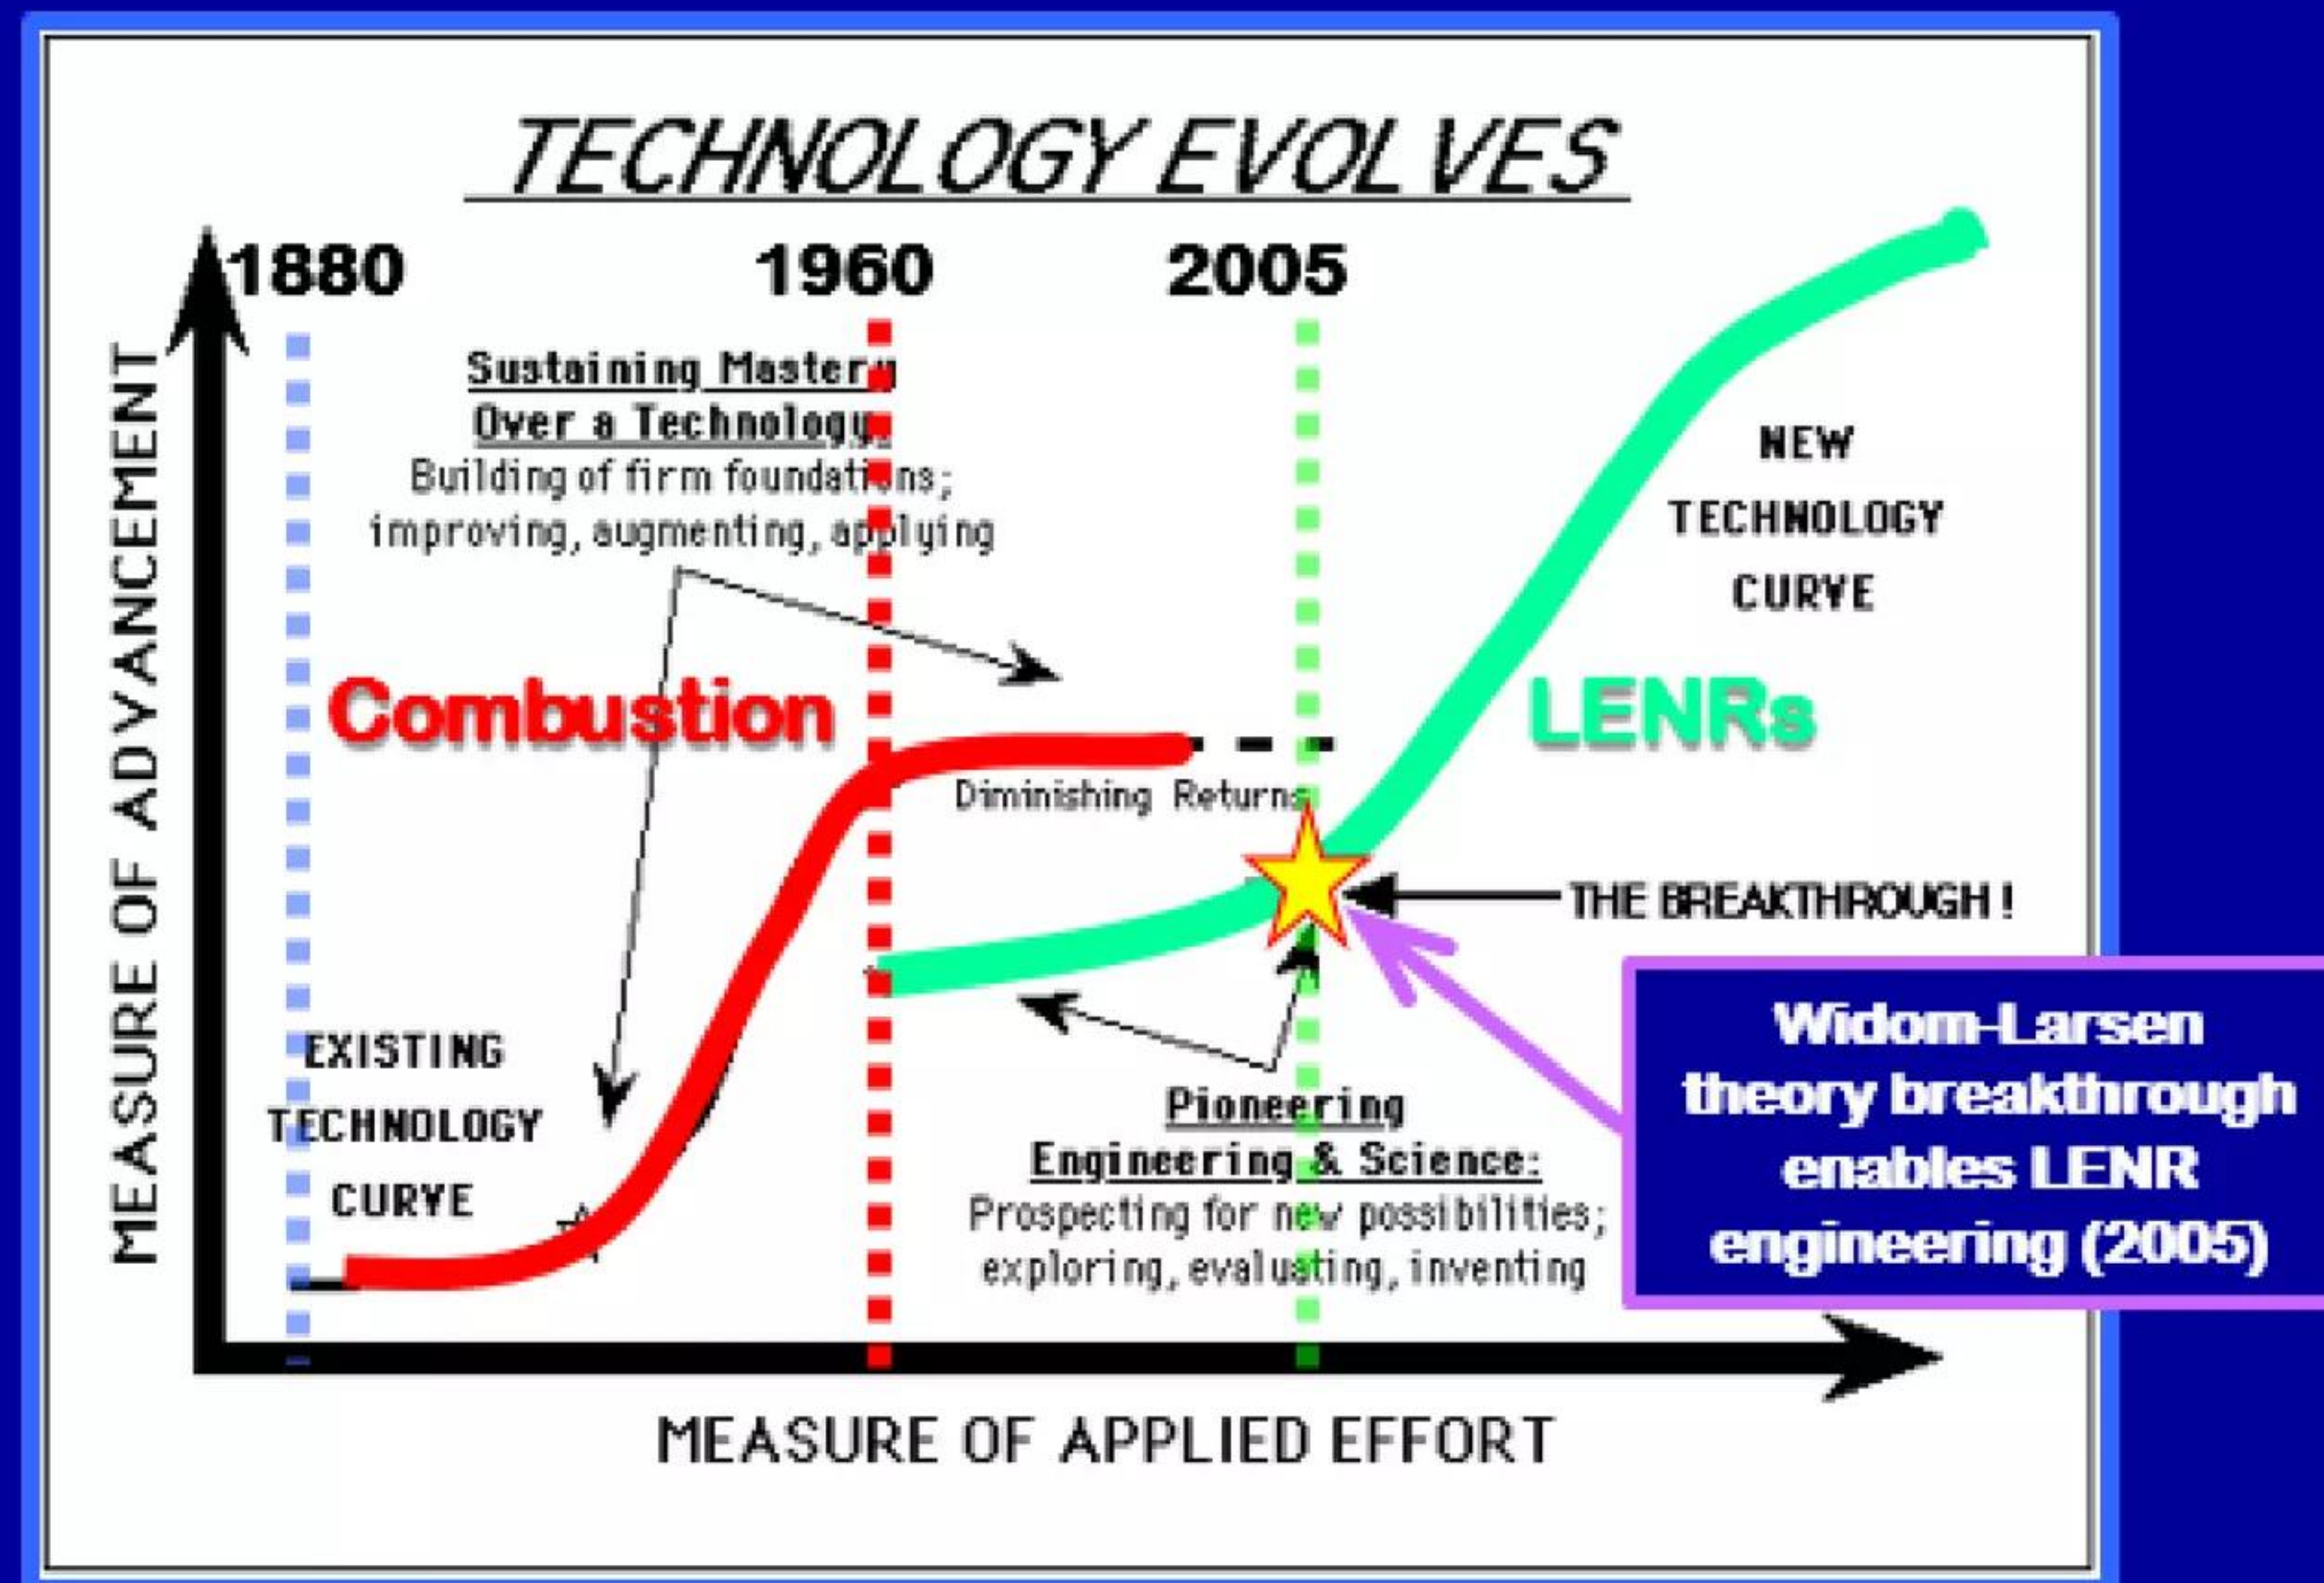 TECHNOLOGY EVOLVES
1880
1960
2005
MEASURE OF ADVANCEMENT
Sustaining Mastery
Over a Technology:
Building of firm foundations;
improving, augmenting, applying
NEW
TECHNOLOGY
CURVE
Combustion
LENRs
Diminishing Returns
THE BREAKTHROUGH !
EXISTING
TECHNOLOGY
CURVE
Pioneering
Engineering & Science:
Prospecting for new possibilities;
exploring, evaluating, inventing
Widom-Larsen
theory breakthrough
enables LENR
engineering (2005)
MEASURE OF APPLIED EFFORT